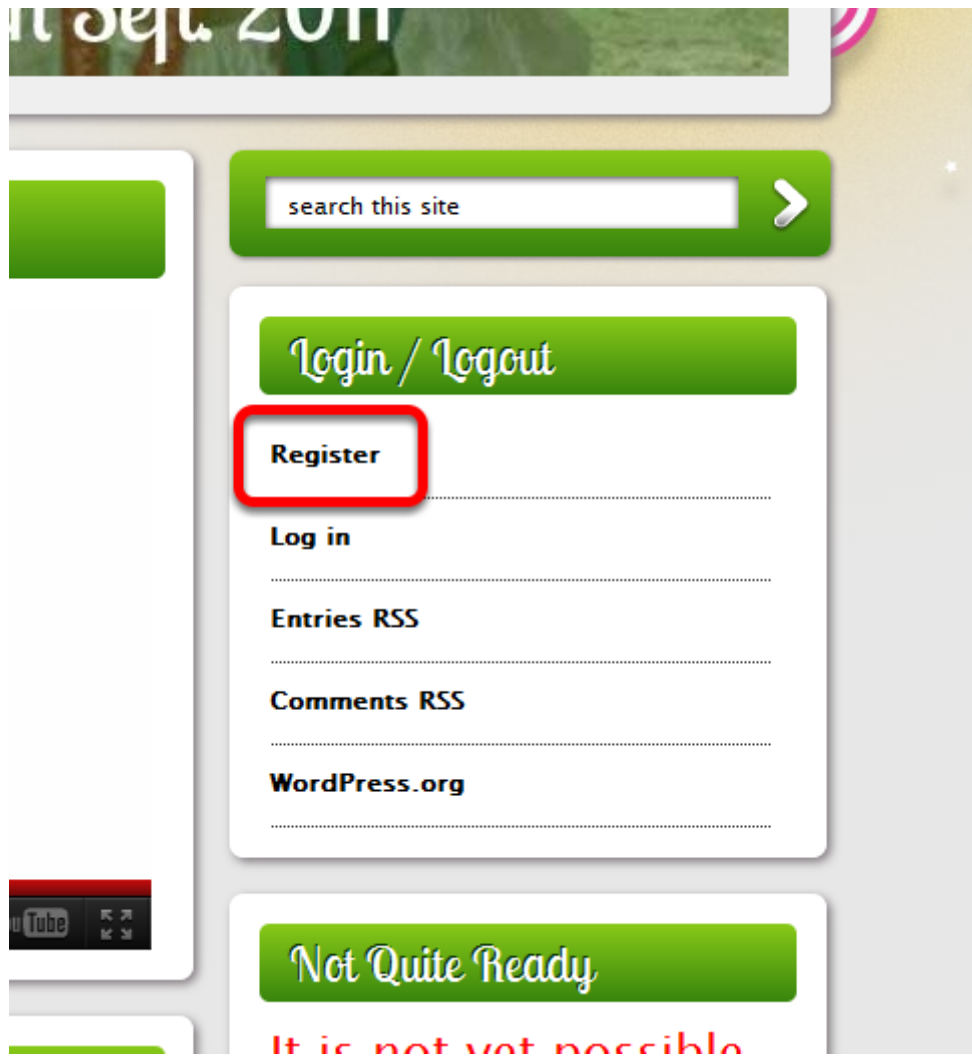 Sept. 2011
search this site
Login / Logout
Register
Log in
Entries RSS
Comments RSS
WordPress.org
Tube
Not Quite Ready
It is not yet possible